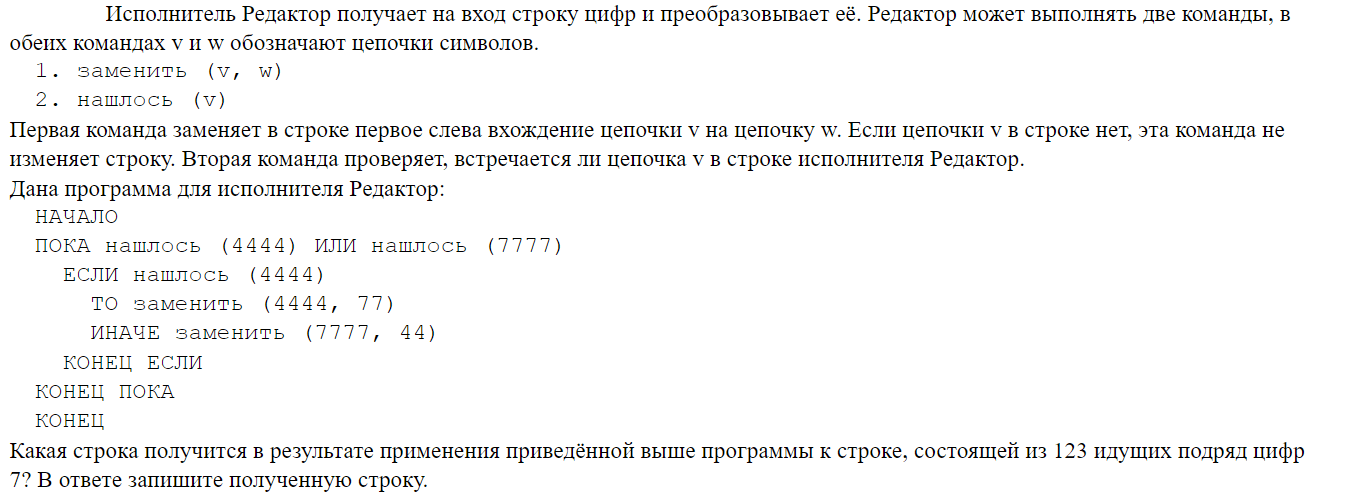 Исполнитель Редактор получает на вход строку цифр и преобразовывает её. Редактор может выполнять две команды, в
обеих командах v и w обозначают цепочки символов.
1. заменить (v, w)
2. нашлось (v)
Первая команда заменяет в строке первое слева вхождение цепочки v на цепочку w. Если цепочки v в строке нет, эта команда не
изменяет строку. Вторая команда проверяет, встречается ли цепочка v в строке исполнителя Редактор.
Дана программа для исполнителя Редактор:
НАЧАЛО
ПОКА нашлось (4444) ИЛИ нашлось (7777)
ЕСЛИ нашлось (4444)
ТО заменить (4444, 77)
ИНАЧЕ заменить (7777, 44)
КОНЕЦ ЕСЛИ
КОНЕЦ ПОКА
КОНЕЦ
Какая строка получится в результате применения приведённой выше программы к строке, состоящей из 123 идущих подряд цифр
7? В ответе запишите полученную строку.